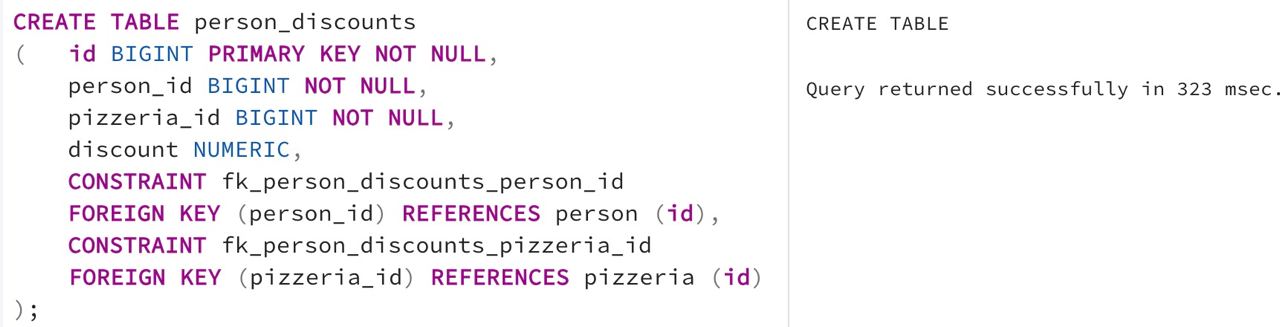 CREATE TABLE person_discounts
(   id BIGINT PRIMARY KEY NOT NULL,
    person_id BIGINT NOT NULL,
    pizzeria_id BIGINT NOT NULL,
    discount NUMERIC,
    CONSTRAINT fk_person_discounts_person_id
    FOREIGN KEY (person_id) REFERENCES person (id),
    CONSTRAINT fk_person_discounts_pizzeria_id
    FOREIGN KEY (pizzeria_id) REFERENCES pizzeria (id)
);
CREATE TABLE
Query returned successfully in 323 msec.